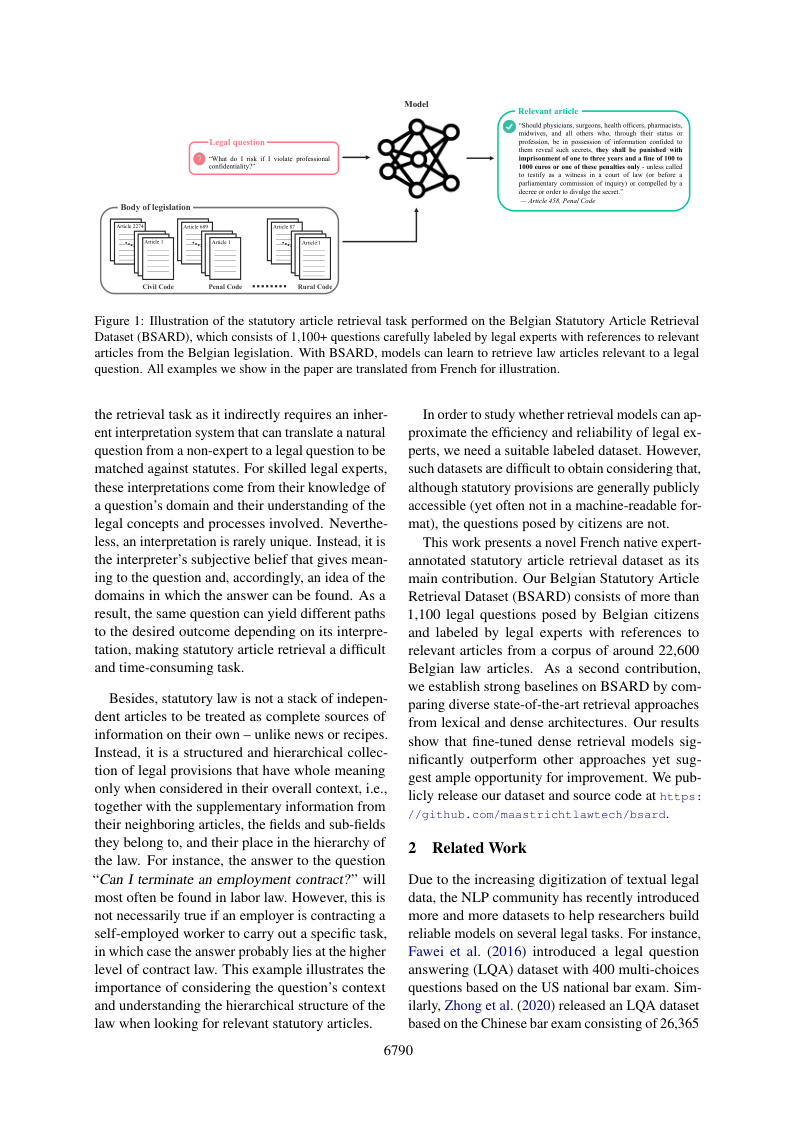 Model
Legal question
?
"What do I risk if I violate professional
confidentiality?"
Body of legislation
Article 2274
Article 1
Civil Code
Article 689
Article 1
Penal Code
Article 87
Article 1
Rural Code
Relevant article
"Should physicians, surgeons, health officers, pharmacists,
midwives, and all others who, through their status or
profession, be in possession of information confided to
them reveal such secrets, they shall be punished with
imprisonment of one to three years and a fine of 100 to
1000 euros or one of these penalties only - unless called
to testify as a witness in a court of law (or before a
parliamentary commission of inquiry) or compelled by a
decree or order to divulge the secret."
— Article 458, Penal Code
Figure 1: Illustration of the statutory article retrieval task performed on the Belgian Statutory Article Retrieval
Dataset (BSARD), which consists of 1,100+ questions carefully labeled by legal experts with references to relevant
articles from the Belgian legislation. With BSARD, models can learn to retrieve law articles relevant to a legal
question. All examples we show in the paper are translated from French for illustration.
the retrieval task as it indirectly requires an inher-
ent interpretation system that can translate a natural
question from a non-expert to a legal question to be
matched against statutes. For skilled legal experts,
these interpretations come from their knowledge of
a question's domain and their understanding of the
legal concepts and processes involved. Neverthe-
less, an interpretation is rarely unique. Instead, it is
the interpreter's subjective belief that gives mean-
ing to the question and, accordingly, an idea of the
domains in which the answer can be found. As a
result, the same question can yield different paths
to the desired outcome depending on its interpre-
tation, making statutory article retrieval a difficult
and time-consuming task.
Besides, statutory law is not a stack of indepen-
dent articles to be treated as complete sources of
information on their own – unlike news or recipes.
Instead, it is a structured and hierarchical collec-
tion of legal provisions that have whole meaning
only when considered in their overall context, i.e.,
together with the supplementary information from
their neighboring articles, the fields and sub-fields
they belong to, and their place in the hierarchy of
the law. For instance, the answer to the question
"Can I terminate an employment contract?" will
most often be found in labor law. However, this is
not necessarily true if an employer is contracting a
self-employed worker to carry out a specific task,
in which case the answer probably lies at the higher
level of contract law. This example illustrates the
importance of considering the question's context
and understanding the hierarchical structure of the
law when looking for relevant statutory articles.
In order to study whether retrieval models can ap-
proximate the efficiency and reliability of legal ex-
perts, we need a suitable labeled dataset. However,
such datasets are difficult to obtain considering that,
although statutory provisions are generally publicly
accessible (yet often not in a machine-readable for-
mat), the questions posed by citizens are not.
This work presents a novel French native expert-
annotated statutory article retrieval dataset as its
main contribution. Our Belgian Statutory Article
Retrieval Dataset (BSARD) consists of more than
1,100 legal questions posed by Belgian citizens
and labeled by legal experts with references to
relevant articles from a corpus of around 22,600
Belgian law articles. As a second contribution,
we establish strong baselines on BSARD by com-
paring diverse state-of-the-art retrieval approaches
from lexical and dense architectures. Our results
show that fine-tuned dense retrieval models sig-
nificantly outperform other approaches yet sug-
gest ample opportunity for improvement. We pub-
licly release our dataset and source code at https:
//github.com/maastrichtlawtech/bsard.
2 Related Work
Due to the increasing digitization of textual legal
data, the NLP community has recently introduced
more and more datasets to help researchers build
reliable models on several legal tasks. For instance,
Fawei et al. (2016) introduced a legal question
answering (LQA) dataset with 400 multi-choices
questions based on the US national bar exam. Sim-
ilarly, Zhong et al. (2020) released an LQA dataset
based on the Chinese bar exam consisting of 26,365
6790